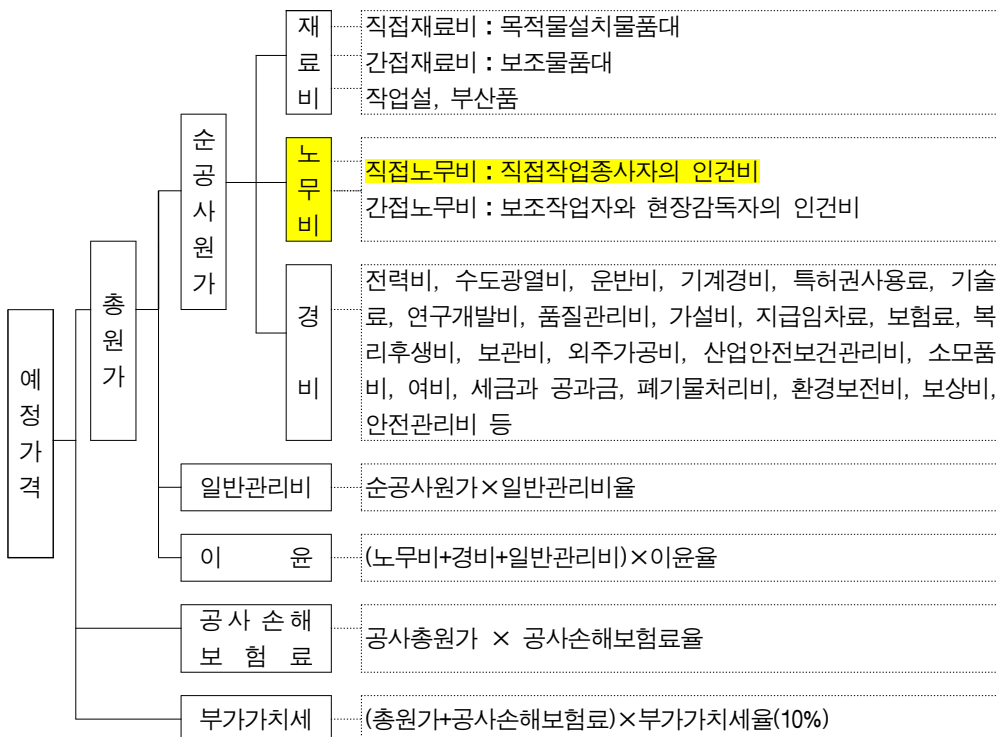 예정가격
총원가
순공사원가
재료비
직접재료비 : 목적물설치물품대
간접재료비 : 보조물품대
작업설, 부산품
노무비
직접노무비 : 직접작업종사자의 인건비
간접노무비 : 보조작업자와 현장감독자의 인건비
경비
전력비, 수도광열비, 운반비, 기계경비, 특허권사용료, 기술
료, 연구개발비, 품질관리비, 가설비, 지급임차료, 보험료, 복
리후생비, 보관비, 외주가공비, 산업안전보건관리비, 소모품
비, 여비, 세금과 공과금, 폐기물처리비, 환경보전비, 보상비,
안전관리비 등
일반관리비
순공사원가×일반관리비율
이 윤
(노무비+경비+일반관리비)×이윤율
공사 손해
보 험 료
공사총원가 × 공사손해보험료율
부가가치세
(총원가+공사손해보험료)×부가가치세율(10%)